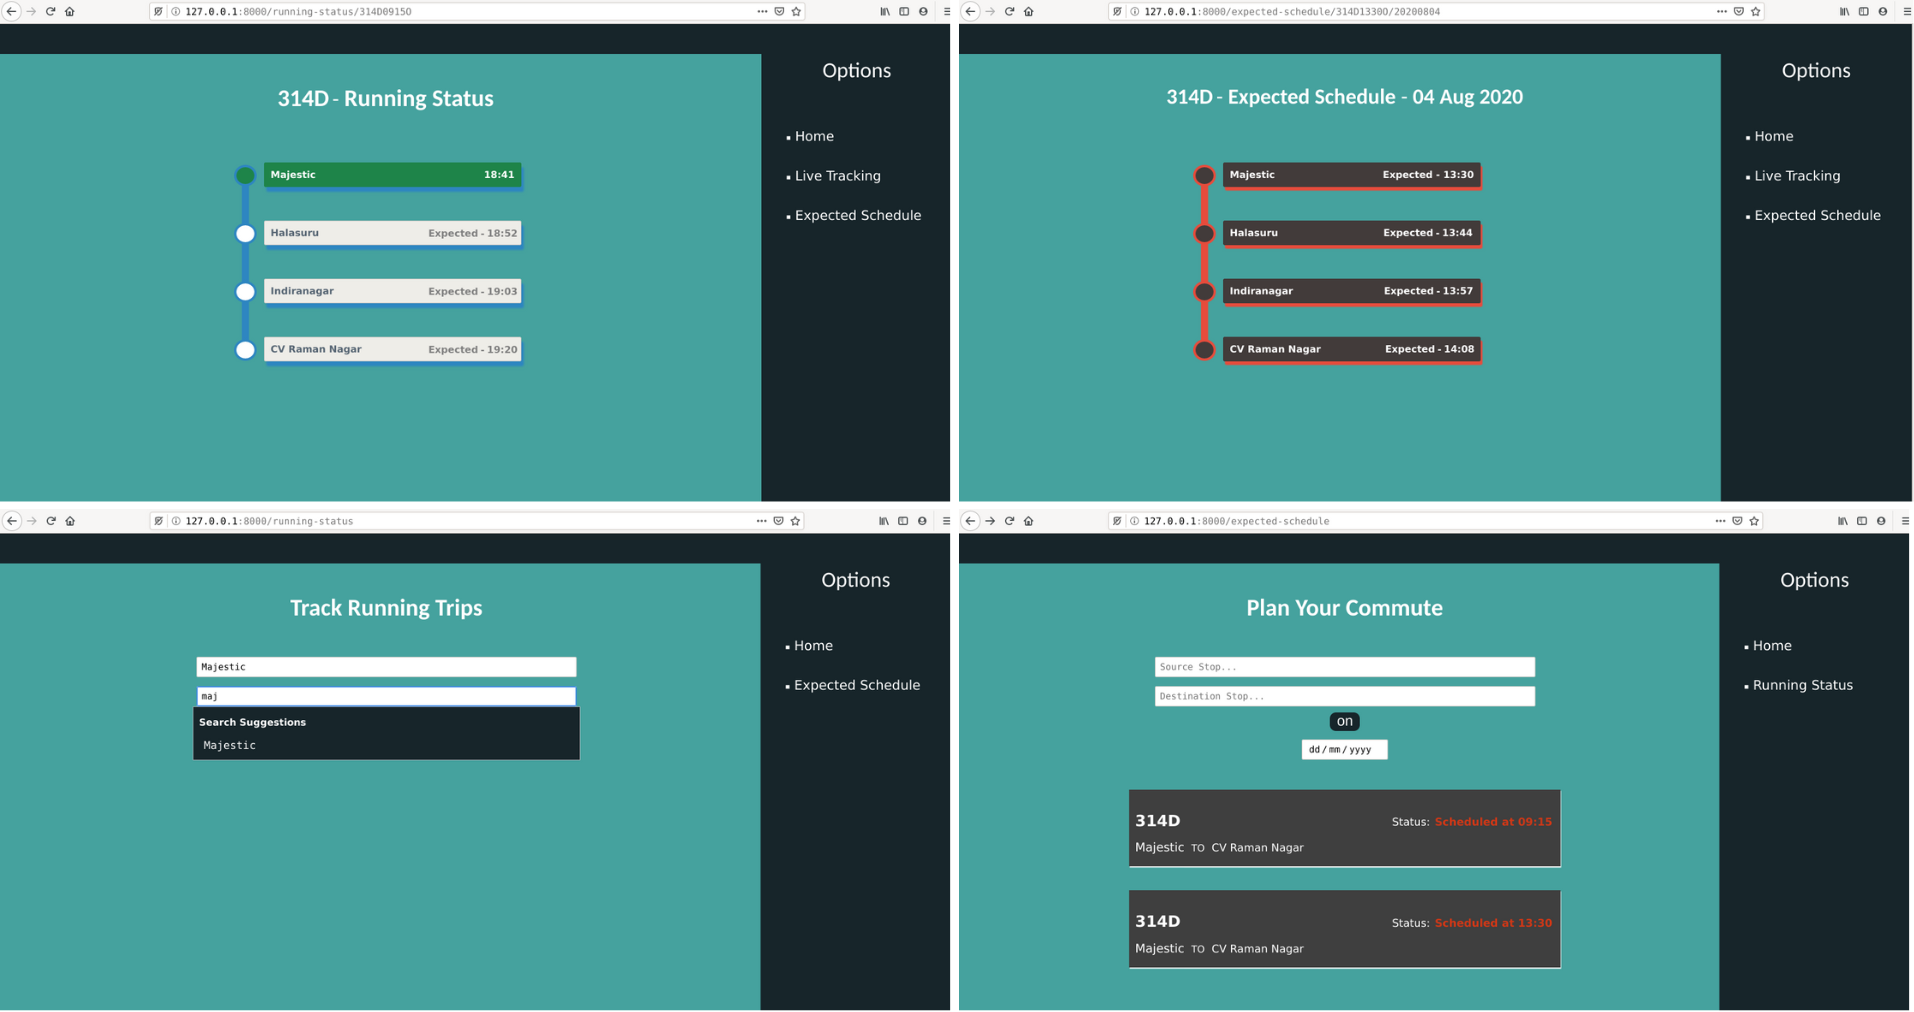 127.0.0.1:8000/running-status/314D09150
Options
314D - Running Status
Home
Majestic 18:41
Live Tracking
Halasuru Expected - 18:52
Expected Schedule
Indiranagar Expected - 19:03
CV Raman Nagar Expected - 19:20
127.0.0.1:8000/expected-schedule/314D13300/20200804
Options
314D - Expected Schedule - 04 Aug 2020
Home
Majestic Expected - 13:30
Live Tracking
Halasuru Expected - 13:44
Expected Schedule
Indiranagar Expected - 13:57
CV Raman Nagar Expected - 14:08
127.0.0.1:8000/running-status
Options
Track Running Trips
Home
Majestic
Expected Schedule
maj
Search Suggestions
Majestic
127.0.0.1:8000/expected-schedule
Options
Plan Your Commute
Home
Source Stop...
Running Status
Destination Stop...
on
dd / mm / yyyy
314D Status: Scheduled at 09:15
Majestic TO CV Raman Nagar
314D Status: Scheduled at 13:30
Majestic TO CV Raman Nagar